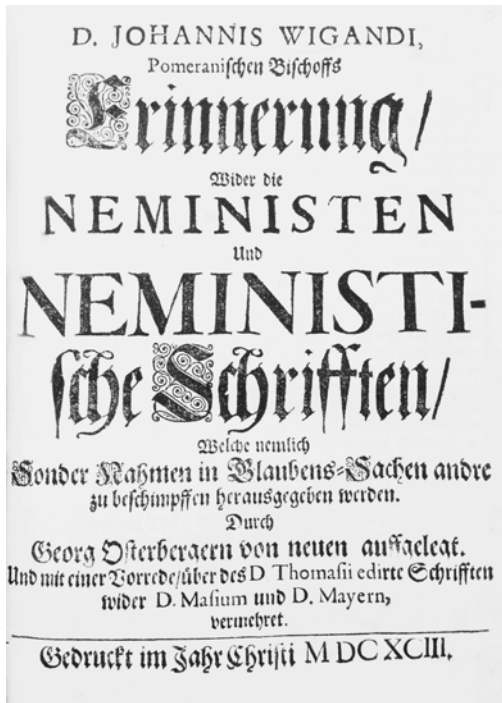 D. JOHANNIS WIGANDI,
Pomeranischen Bischoffs
Erinnerung/
Wider die
NEMINISTEN
Und
NEMINISTI-
sche Schrifften/
Welche nemlich
Sonder Nahmen in Glaubens-Sachen andre
zu beschimpffen herausgegeben werden.
Durch
Georg Osterbergern von neuen auffgelegt.
Und mit einer Vorrede/über des D Thomasii edirte Schrifften
wider D. Masium und D. Mayern,
vermehret.
Gedruckt im Jahr Christi M DC XCIII.